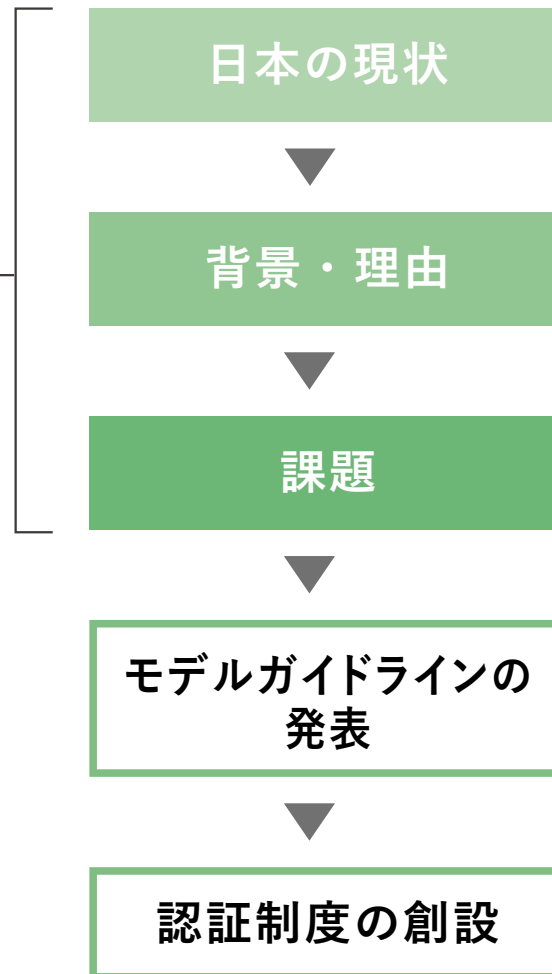 日本の現状
背景・理由
課題
モデルガイドラインの
発表
認証制度の創設